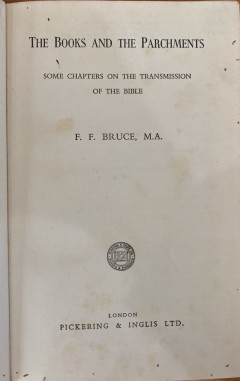 THE BOOKS AND THE PARCHMENTS
SOME CHAPTERS ON THE TRANSMISSION
OF THE BIBLE
F. F. BRUCE, M.A.
LONDON
PICKERING & INGLIS LTD.